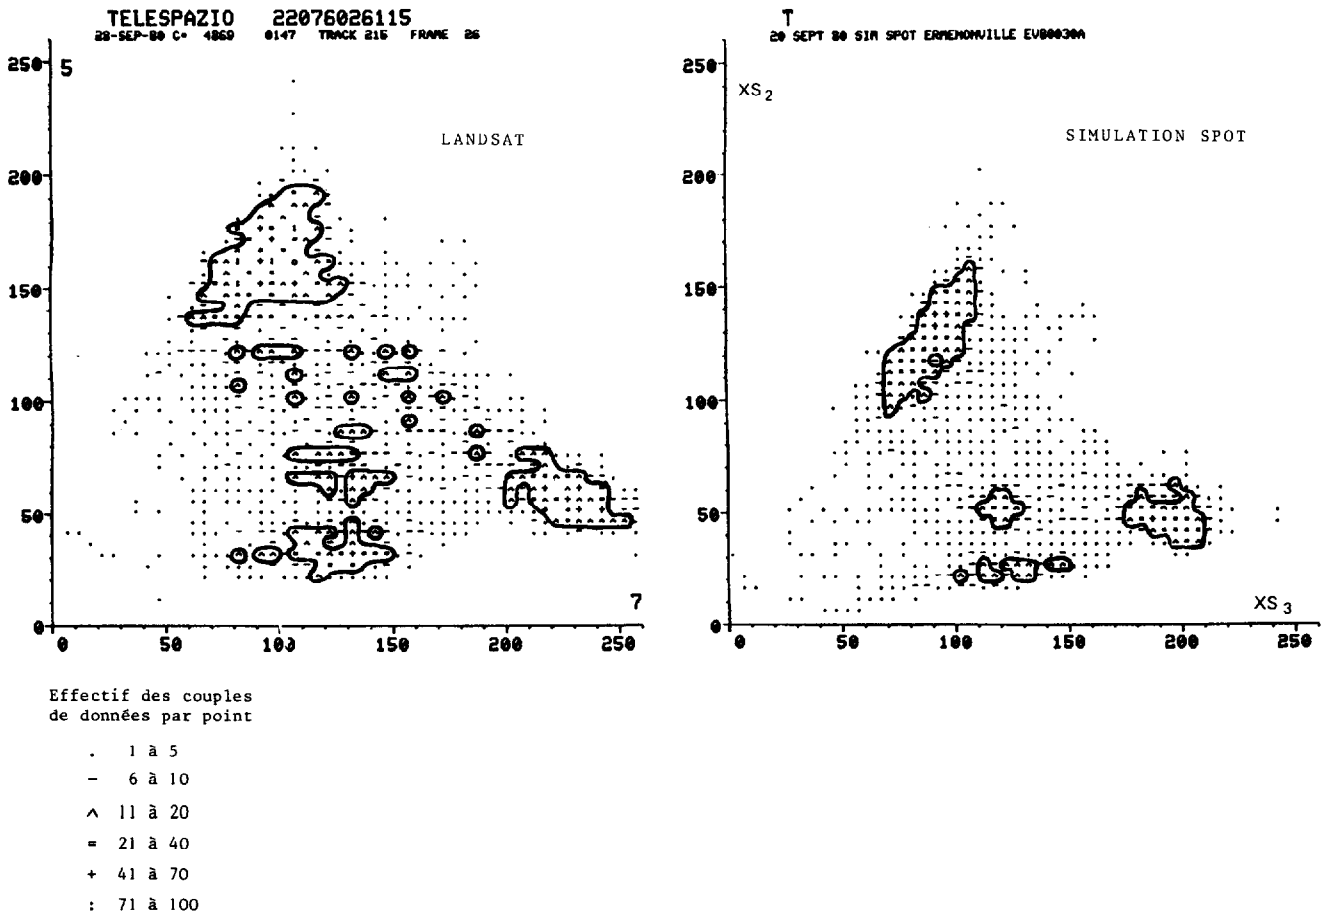 TELESPAZIO 22076026115
23-SEP-80 C= 4869 0147 TRACK 215 FRAME 26
T
20 SEPT 80 SIM SPOT ERMENONVILLE EV80030A
5
LANDSAT
250
200
150
100
50
0
0 50 100 150 200 250
7
XS2
SIMULATION SPOT
250
200
150
100
50
0
0 50 100 150 200 250
XS3
Effectif des couples
de données par point
. 1 à 5
– 6 à 10
^ 11 à 20
= 21 à 40
+ 41 à 70
: 71 à 100